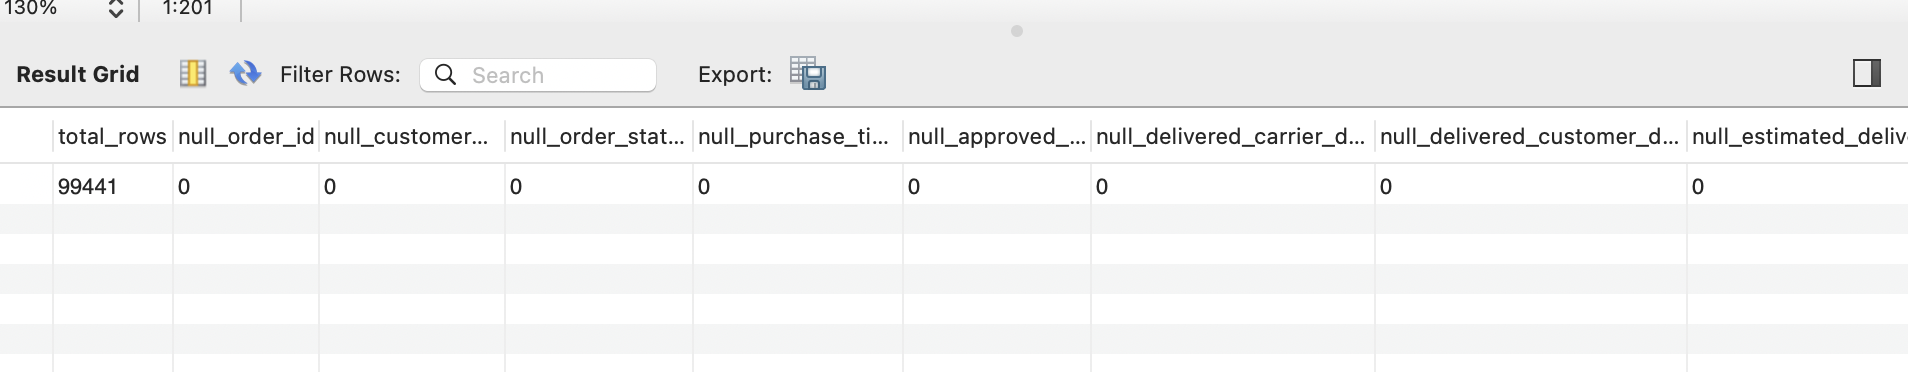 130% 1:201
Result Grid Filter Rows: Search Export:
total_rows null_order_id null_customer... null_order_stat... null_purchase_ti... null_approved_... null_delivered_carrier_d... null_delivered_customer_d... null_estimated_deliv
99441 0 0 0 0 0 0 0 0